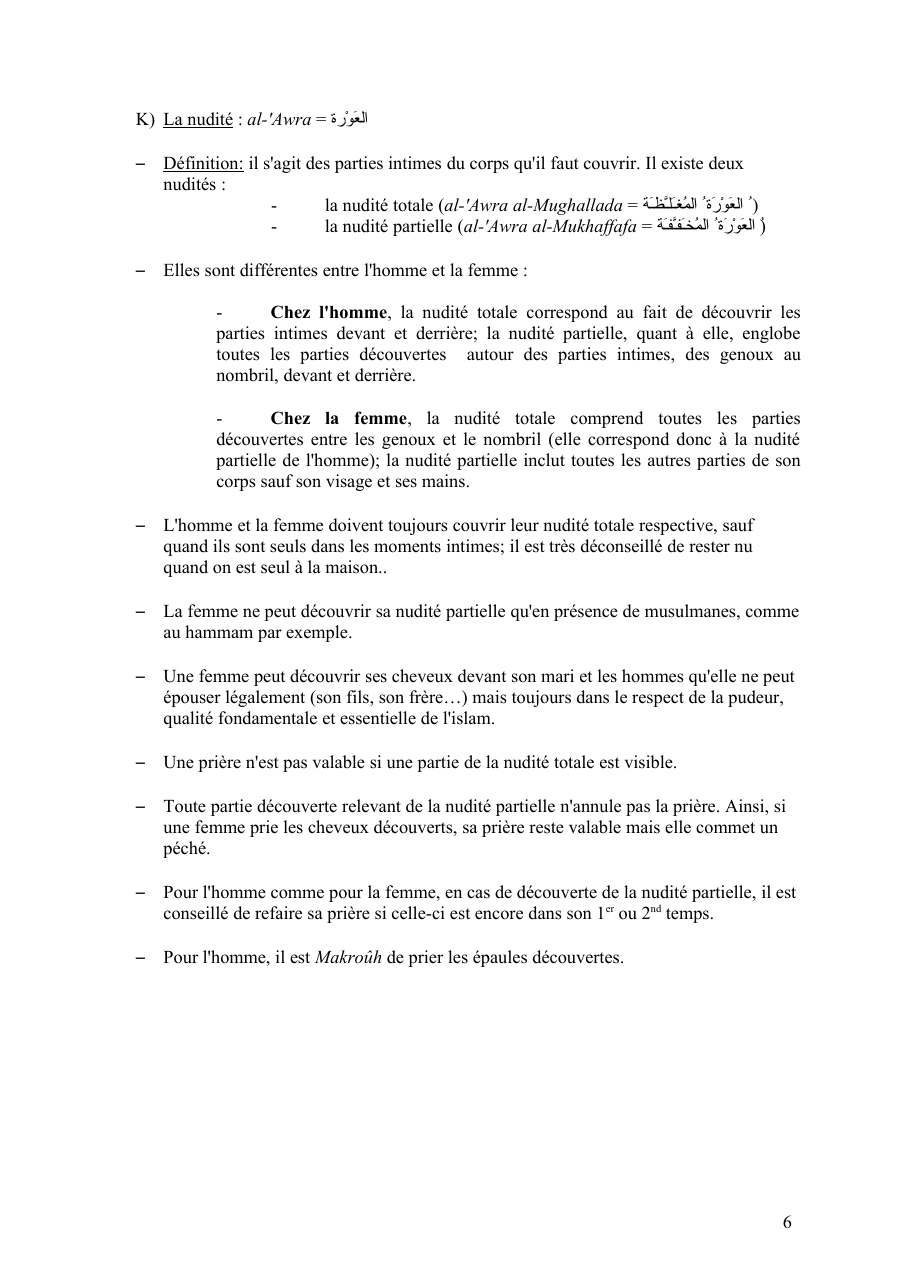 K) La nudité : al-'Awra = العَوْرة
– Définition: il s'agit des parties intimes du corps qu'il faut couvrir. Il existe deux
nudités :
- la nudité totale (al-'Awra al-Mughallada = ُ العَوْرَة ُ المُغـَلـَّظـَة)
- la nudité partielle (al-'Awra al-Mukhaffafa = ُ العَوْرَة ُ المُخـَفـَّفـَة)
– Elles sont différentes entre l'homme et la femme :
- Chez l'homme, la nudité totale correspond au fait de découvrir les
parties intimes devant et derrière; la nudité partielle, quant à elle, englobe
toutes les parties découvertes autour des parties intimes, des genoux au
nombril, devant et derrière.
- Chez la femme, la nudité totale comprend toutes les parties
découvertes entre les genoux et le nombril (elle correspond donc à la nudité
partielle de l'homme); la nudité partielle inclut toutes les autres parties de son
corps sauf son visage et ses mains.
– L'homme et la femme doivent toujours couvrir leur nudité totale respective, sauf
quand ils sont seuls dans les moments intimes; il est très déconseillé de rester nu
quand on est seul à la maison..
– La femme ne peut découvrir sa nudité partielle qu'en présence de musulmanes, comme
au hammam par exemple.
– Une femme peut découvrir ses cheveux devant son mari et les hommes qu'elle ne peut
épouser légalement (son fils, son frère…) mais toujours dans le respect de la pudeur,
qualité fondamentale et essentielle de l'islam.
– Une prière n'est pas valable si une partie de la nudité totale est visible.
– Toute partie découverte relevant de la nudité partielle n'annule pas la prière. Ainsi, si
une femme prie les cheveux découverts, sa prière reste valable mais elle commet un
péché.
– Pour l'homme comme pour la femme, en cas de découverte de la nudité partielle, il est
conseillé de refaire sa prière si celle-ci est encore dans son 1er ou 2nd temps.
– Pour l'homme, il est Makroûh de prier les épaules découvertes.
6